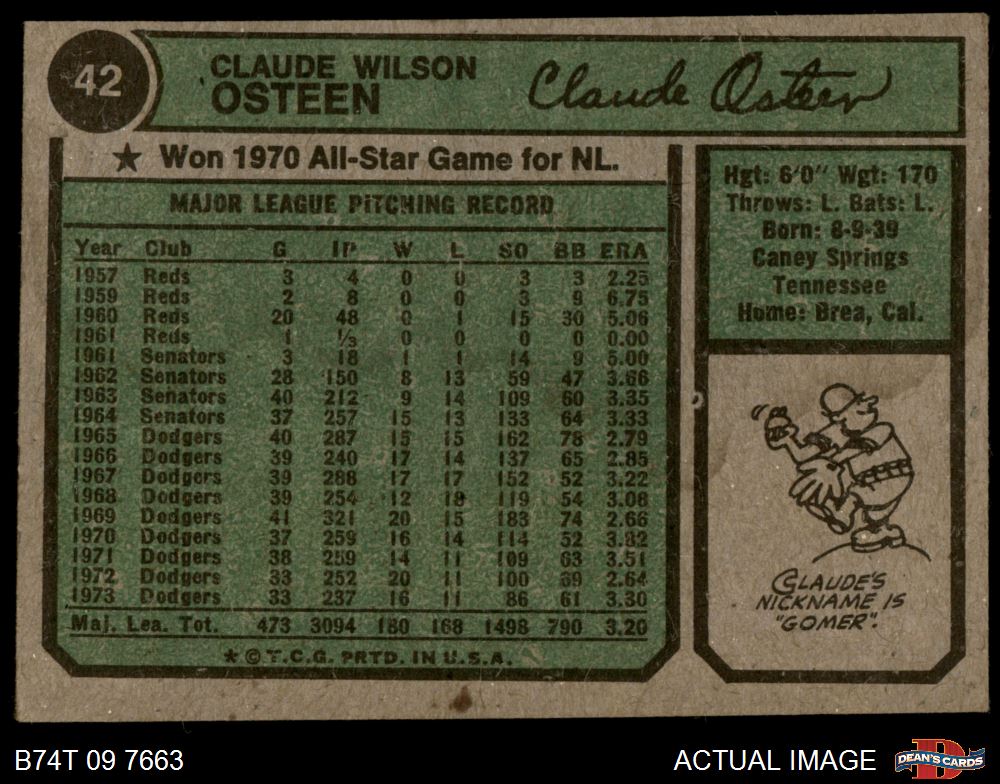 42
CLAUDE WILSON
OSTEEN
Claude Osteen
★ Won 1970 All-Star Game for NL.
MAJOR LEAGUE PITCHING RECORD
Year Club G IP W L SO BB ERA
1957 Reds 3 4 0 0 3 3 2.25
1959 Reds 2 8 0 0 3 9 6.75
1960 Reds 20 48 0 1 15 30 5.06
1961 Reds 1 ⅓ 0 0 0 0 0.00
1961 Senators 3 18 1 1 14 9 5.00
1962 Senators 28 150 8 13 59 47 3.66
1963 Senators 40 212 9 14 109 60 3.35
1964 Senators 37 257 15 13 133 64 3.33
1965 Dodgers 40 287 15 15 162 78 2.79
1966 Dodgers 39 240 17 14 137 65 2.85
1967 Dodgers 39 288 17 17 152 52 3.22
1968 Dodgers 39 254 12 18 119 54 3.08
1969 Dodgers 41 321 20 15 183 74 2.66
1970 Dodgers 37 259 16 14 114 52 3.82
1971 Dodgers 38 259 14 11 109 63 3.51
1972 Dodgers 33 252 20 11 100 69 2.64
1973 Dodgers 33 237 16 11 86 61 3.30
Maj. Lea. Tot. 473 3094 180 168 1498 790 3.20
★ © T.C.G. PRTD. IN U.S.A.
Hgt: 6'0" Wgt: 170
Throws: L. Bats: L.
Born: 8-9-39
Caney Springs
Tennessee
Home: Brea, Cal.
CLAUDE'S
NICKNAME IS
"GOMER".
B74T 09 7663
ACTUAL IMAGE
DEAN'S CARDS